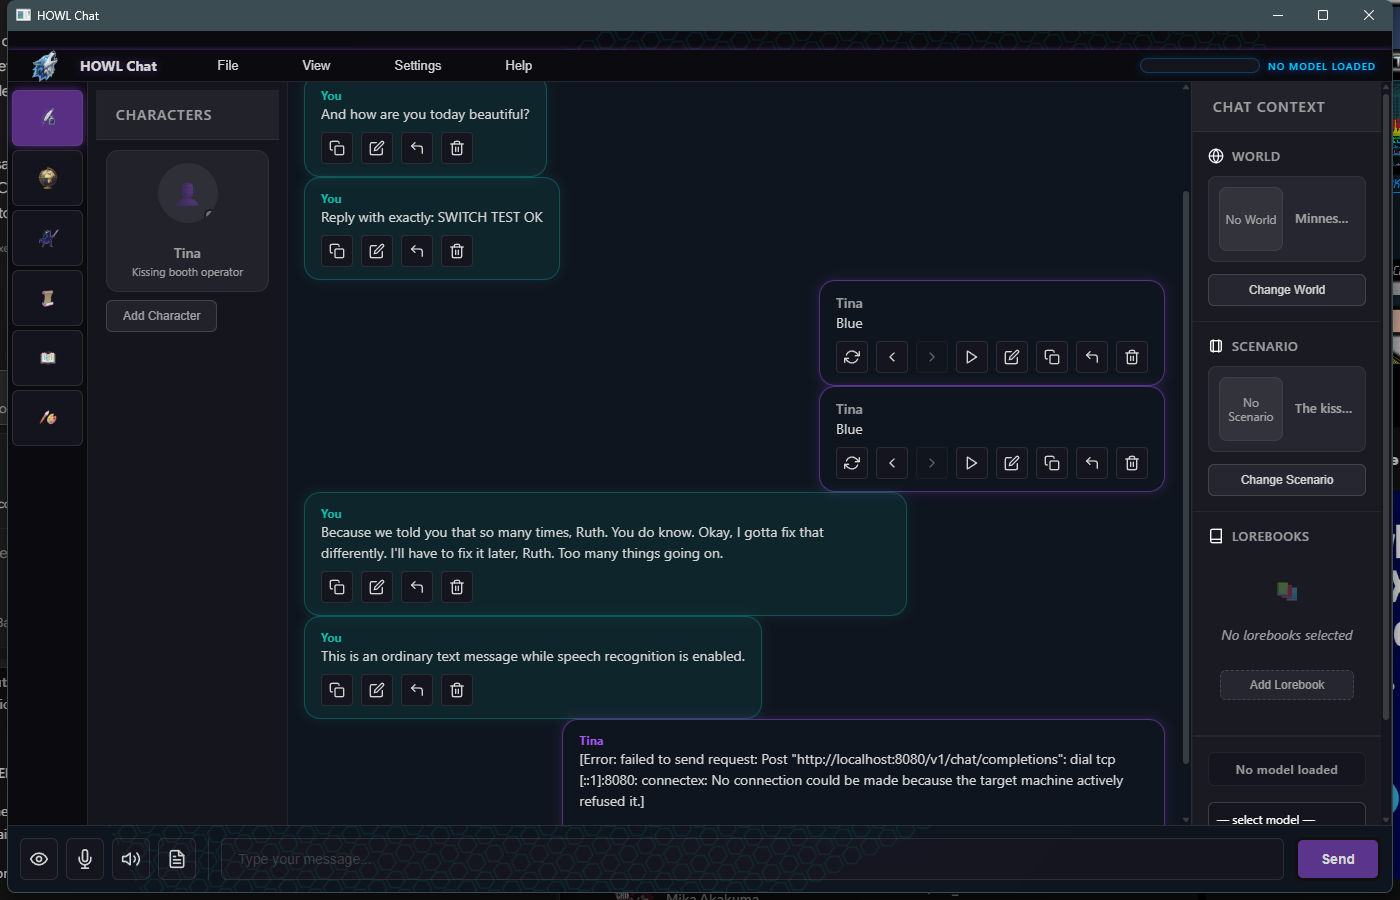 HOWL Chat
HOWL Chat
File
View
Settings
Help
NO MODEL LOADED
CHARACTERS
Tina
Kissing booth operator
Add Character
You
And how are you today beautiful?
You
Reply with exactly: SWITCH TEST OK
Tina
Blue
Tina
Blue
You
Because we told you that so many times, Ruth. You do know. Okay, I gotta fix that
differently. I'll have to fix it later, Ruth. Too many things going on.
You
This is an ordinary text message while speech recognition is enabled.
Tina
[Error: failed to send request: Post "http://localhost:8080/v1/chat/completions": dial tcp
[::1]:8080: connectex: No connection could be made because the target machine actively
refused it.]
CHAT CONTEXT
WORLD
No World
Minnes...
Change World
SCENARIO
No
Scenario
The kiss...
Change Scenario
LOREBOOKS
No lorebooks selected
Add Lorebook
No model loaded
— select model —
Type your message...
Send
Mika Akakuma